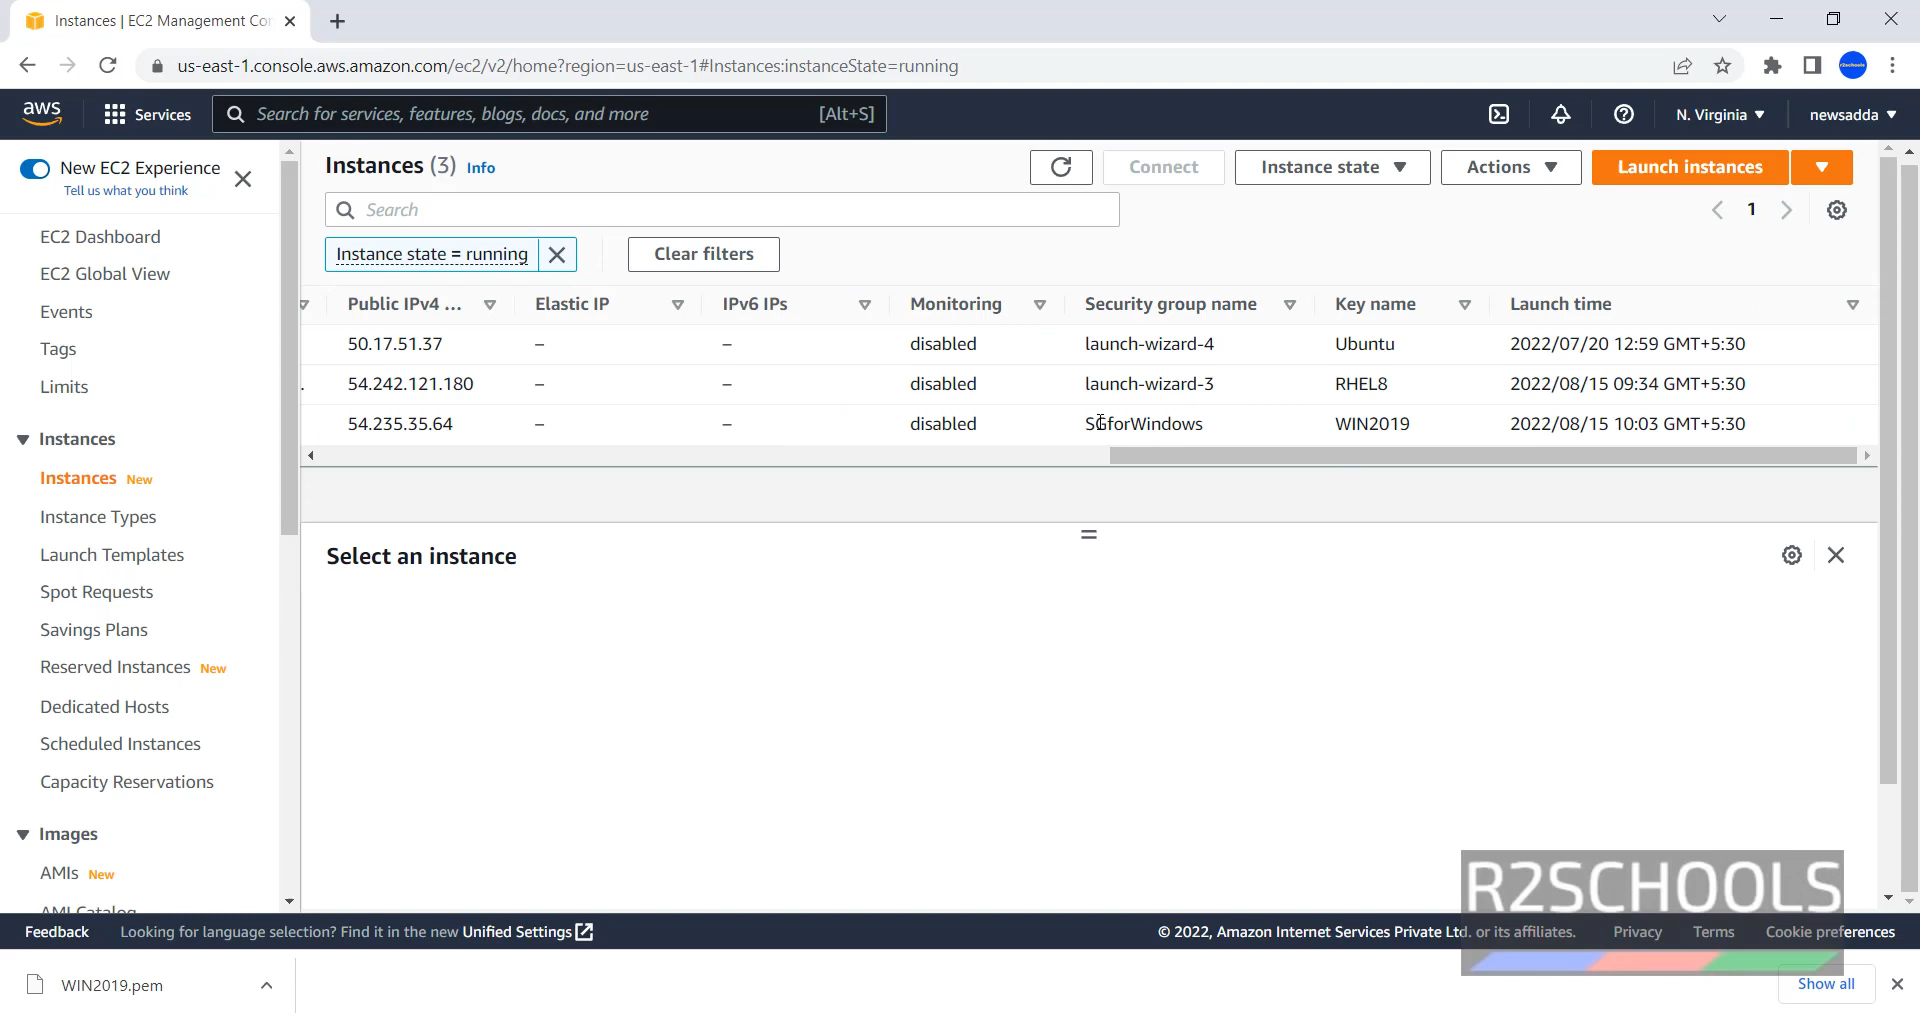 Instances | EC2 Management Con
us-east-1.console.aws.amazon.com/ec2/v2/home?region=us-east-1#Instances:instanceState=running
r2schools
aws Services Search for services, features, blogs, docs, and more [Alt+S] N. Virginia newsadda
New EC2 Experience
Tell us what you think
EC2 Dashboard
EC2 Global View
Events
Tags
Limits
Instances
Instances New
Instance Types
Launch Templates
Spot Requests
Savings Plans
Reserved Instances New
Dedicated Hosts
Scheduled Instances
Capacity Reservations
Images
AMIs New
AMI Catalog
Instances (3) Info Connect Instance state Actions Launch instances
Search 1
Instance state = running Clear filters
Public IPv4 ... Elastic IP IPv6 IPs Monitoring Security group name Key name Launch time
50.17.51.37 – – disabled launch-wizard-4 Ubuntu 2022/07/20 12:59 GMT+5:30
. 54.242.121.180 – – disabled launch-wizard-3 RHEL8 2022/08/15 09:34 GMT+5:30
54.235.35.64 – – disabled SGforWindows WIN2019 2022/08/15 10:03 GMT+5:30
Select an instance
R2SCHOOLS
Feedback Looking for language selection? Find it in the new Unified Settings © 2022, Amazon Internet Services Private Ltd. or its affiliates. Privacy Terms Cookie preferences
WIN2019.pem Show all